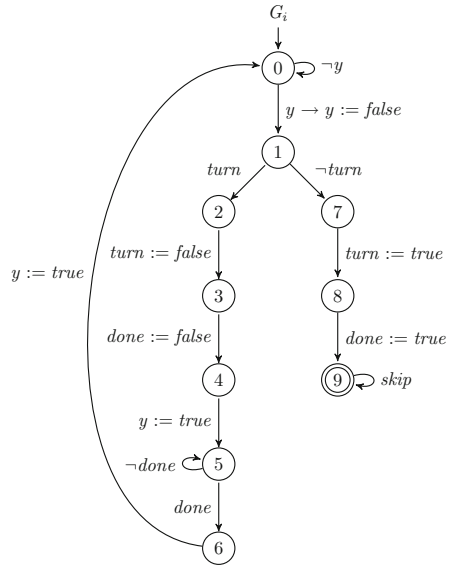 G_i
0
¬y
y → y := false
1
turn
¬turn
2
7
turn := false
turn := true
y := true
3
8
done := false
done := true
4
9
skip
y := true
¬done
5
done
6